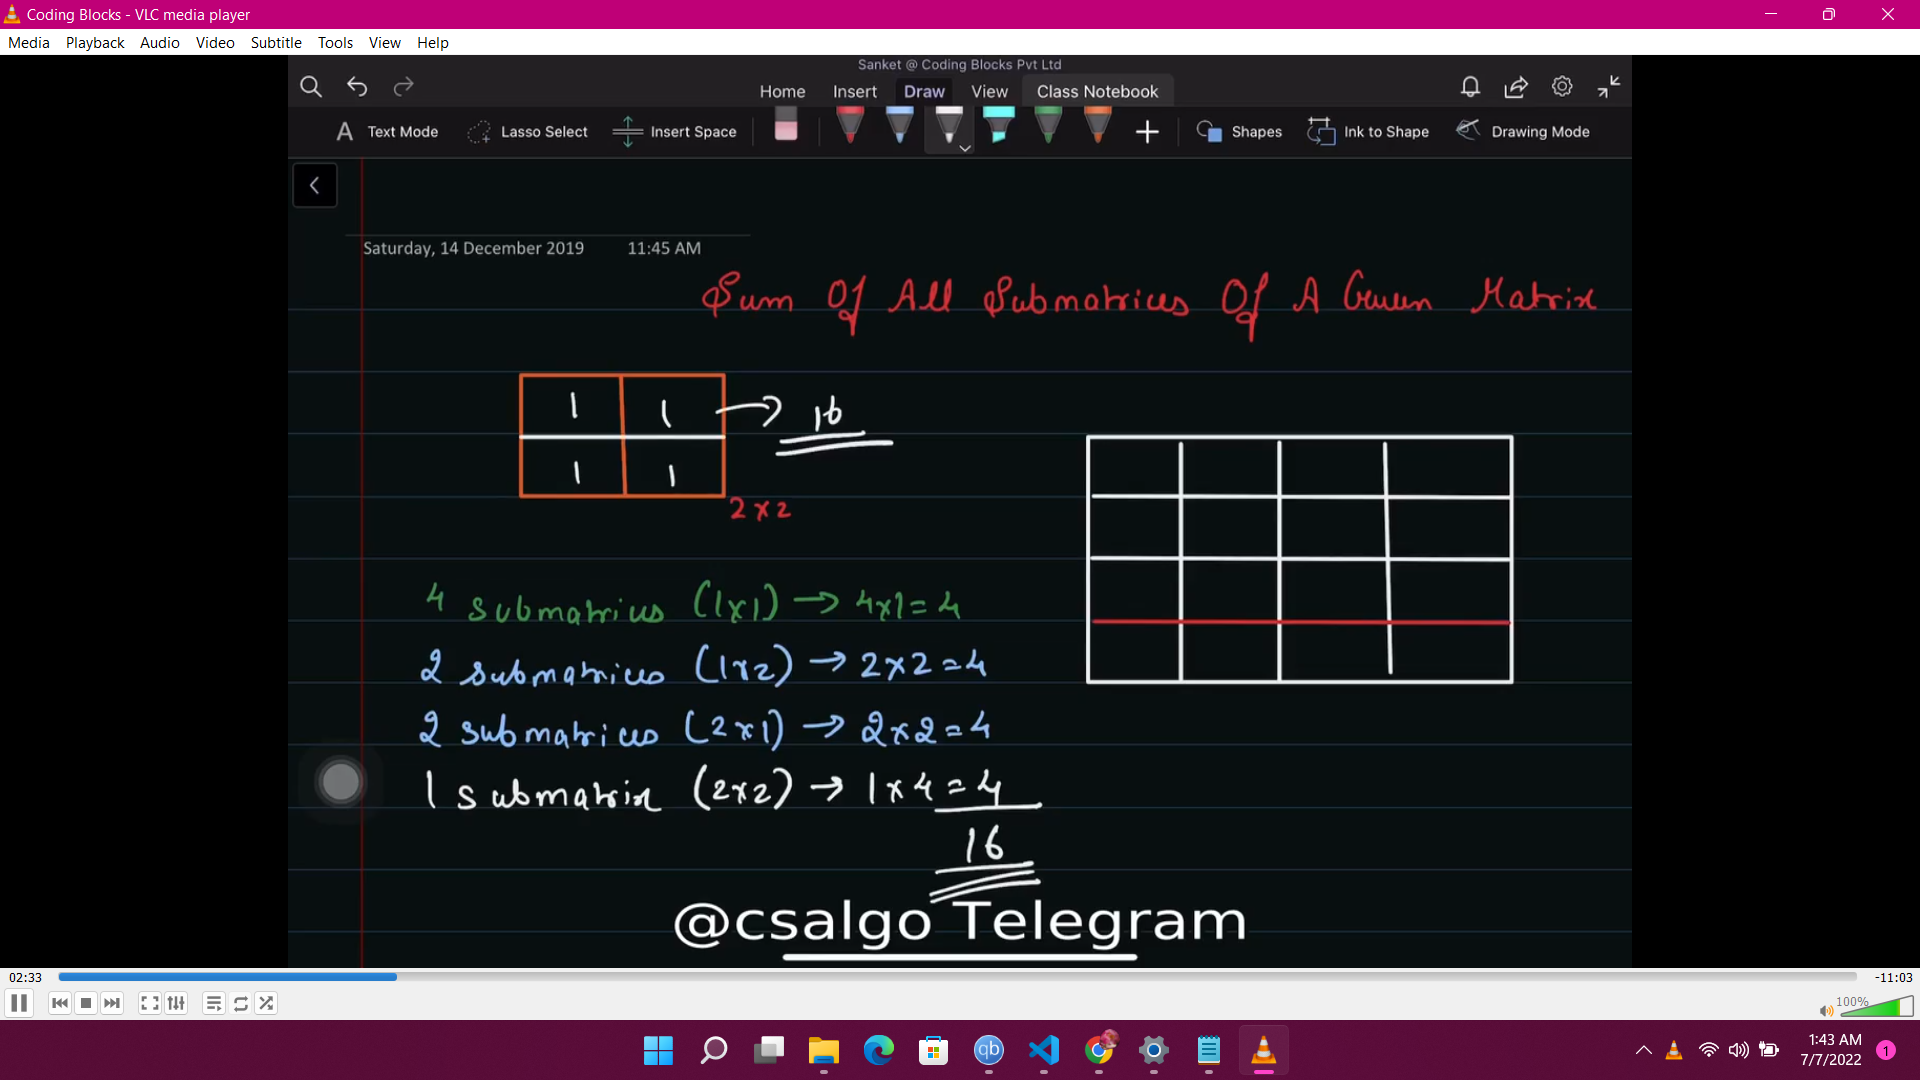 Coding Blocks - VLC media player
Media Playback Audio Video Subtitle Tools View Help
Sanket @ Coding Blocks Pvt Ltd
Home Insert Draw View Class Notebook
Text Mode Lasso Select Insert Space Shapes Ink to Shape Drawing Mode
Saturday, 14 December 2019 11:45 AM
Sum Of All Submatrices Of A Given Matrix
1 1 → 16
1 1
2x2
4 submatrices (1x1) → 4x1=4
2 submatrices (1x2) → 2x2=4
2 submatrices (2x1) → 2x2=4
1 submatrix (2x2) → 1x4=4
16
@csalgo Telegram
02:33 -11:03
100%
qb
1:43 AM
7/7/2022 1